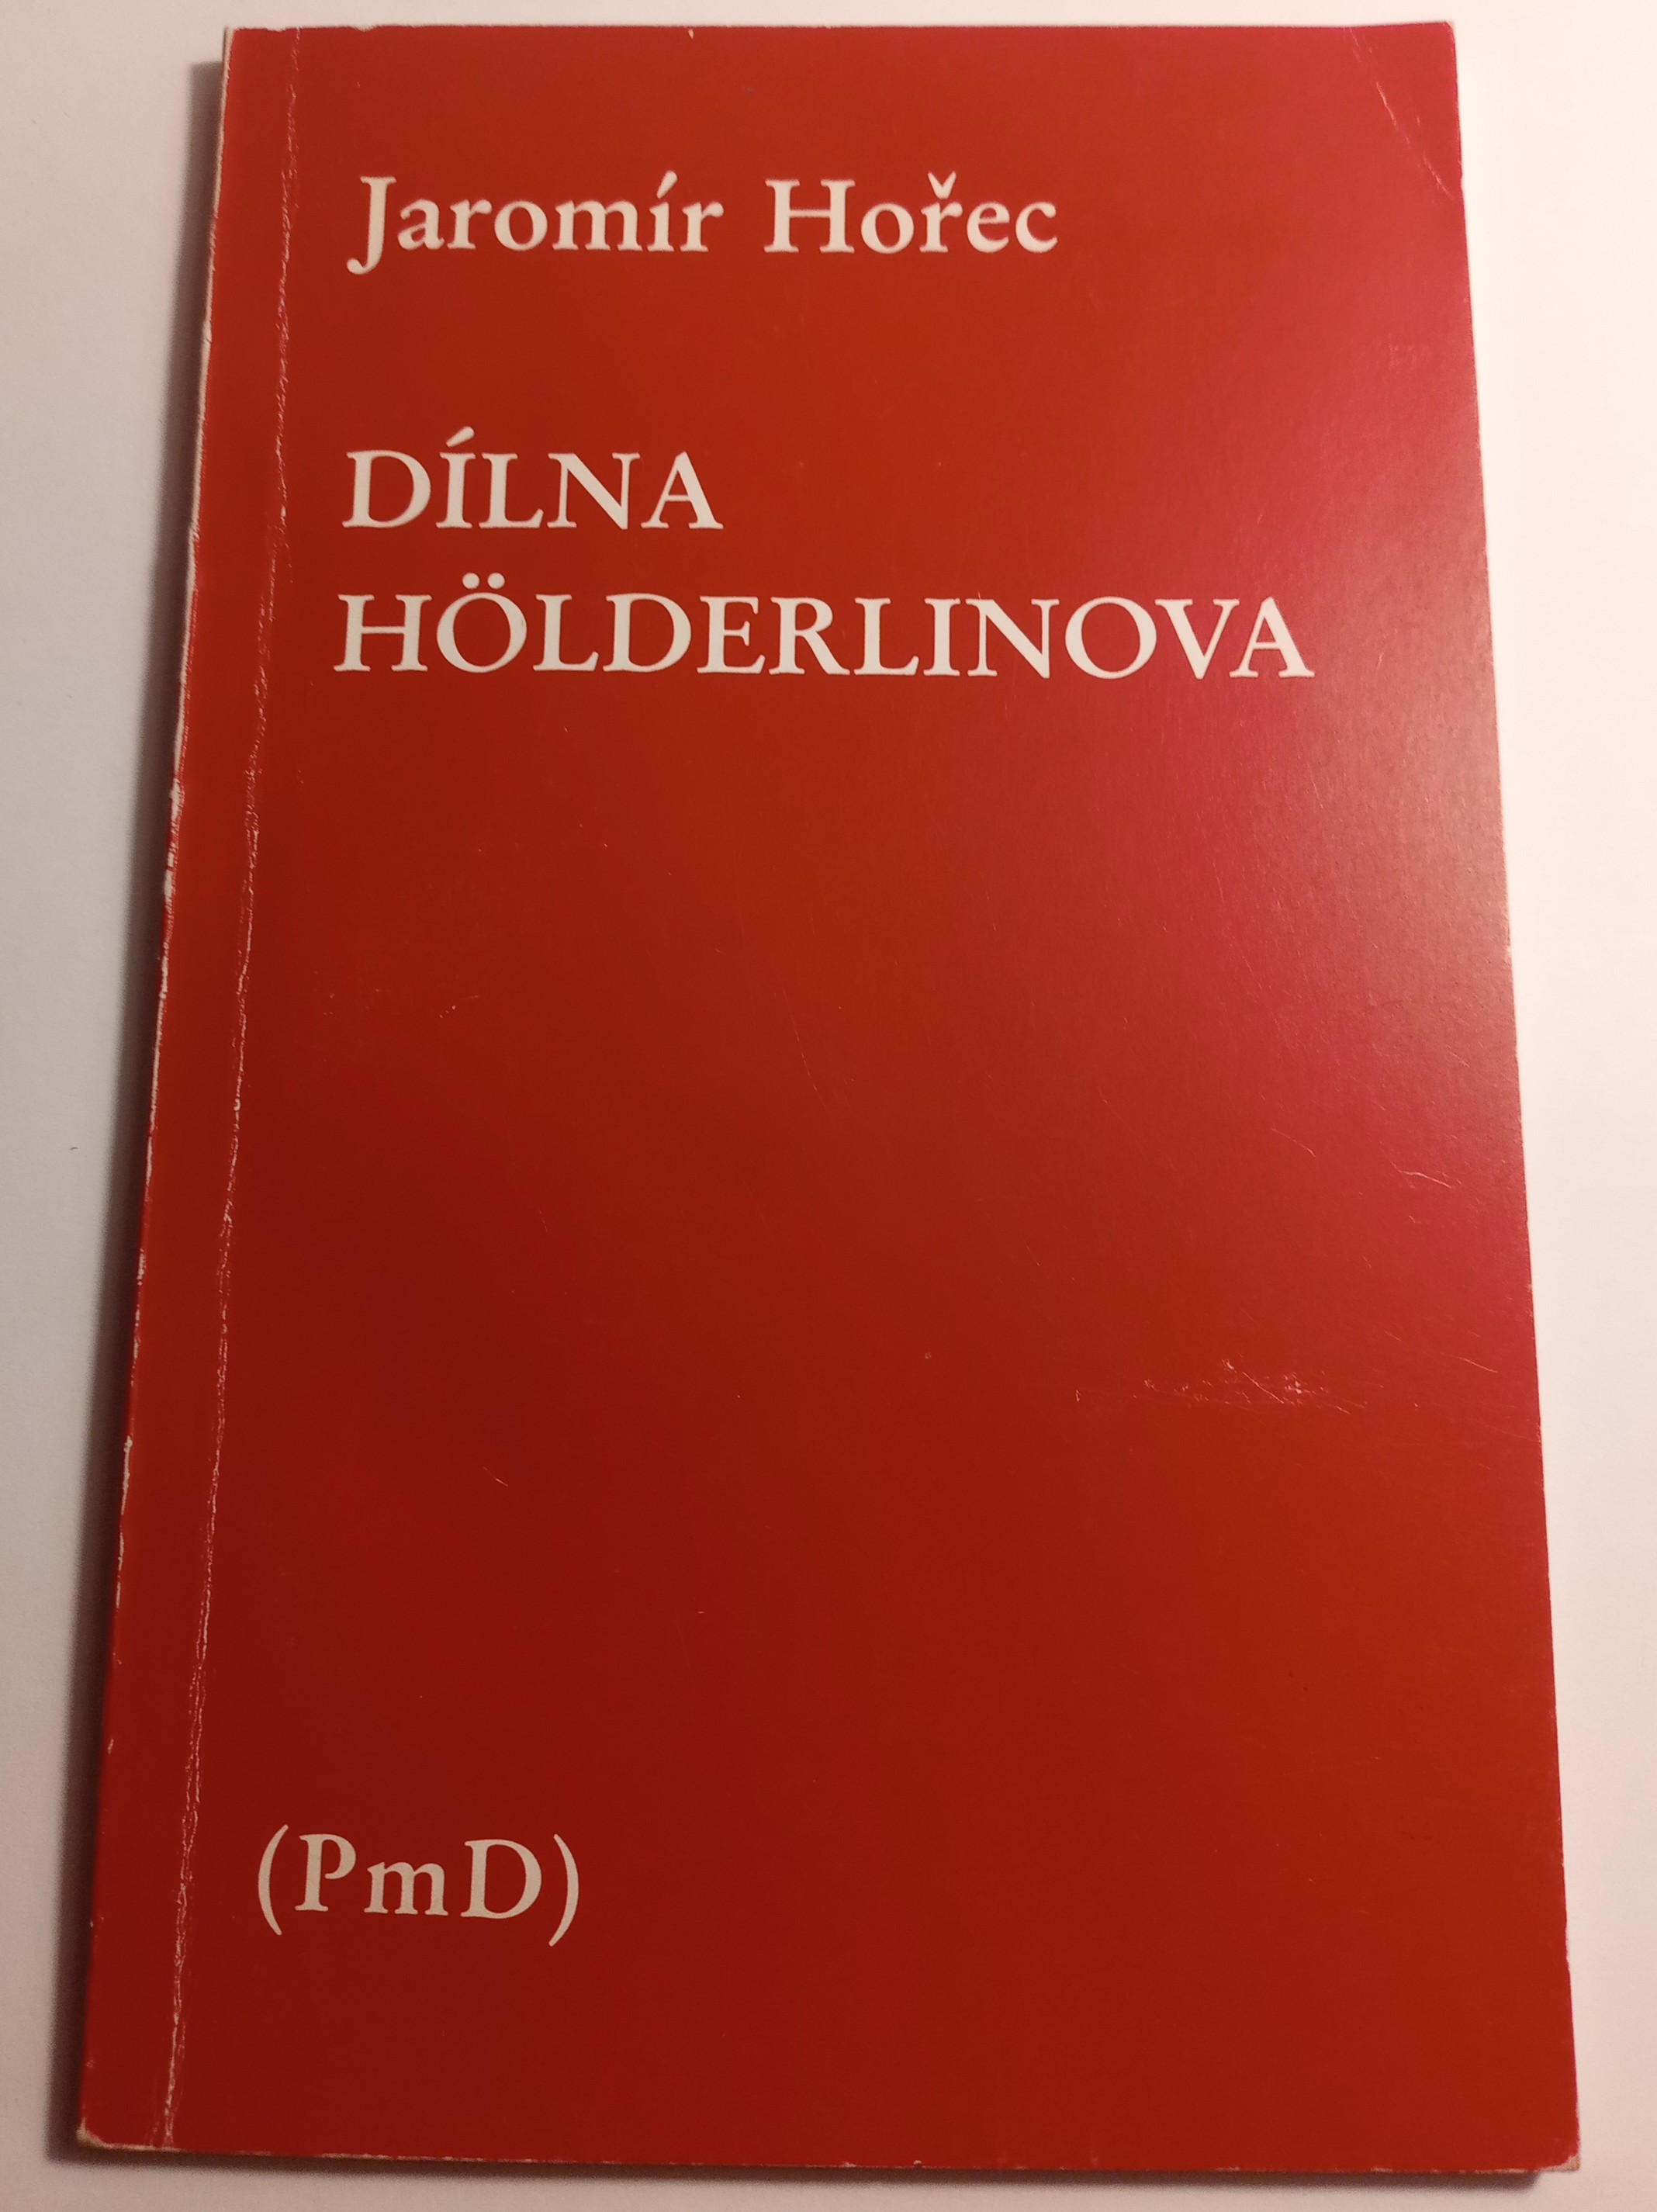 Jaromír Hořec
DÍLNA
HÖLDERLINOVA
(PmD)